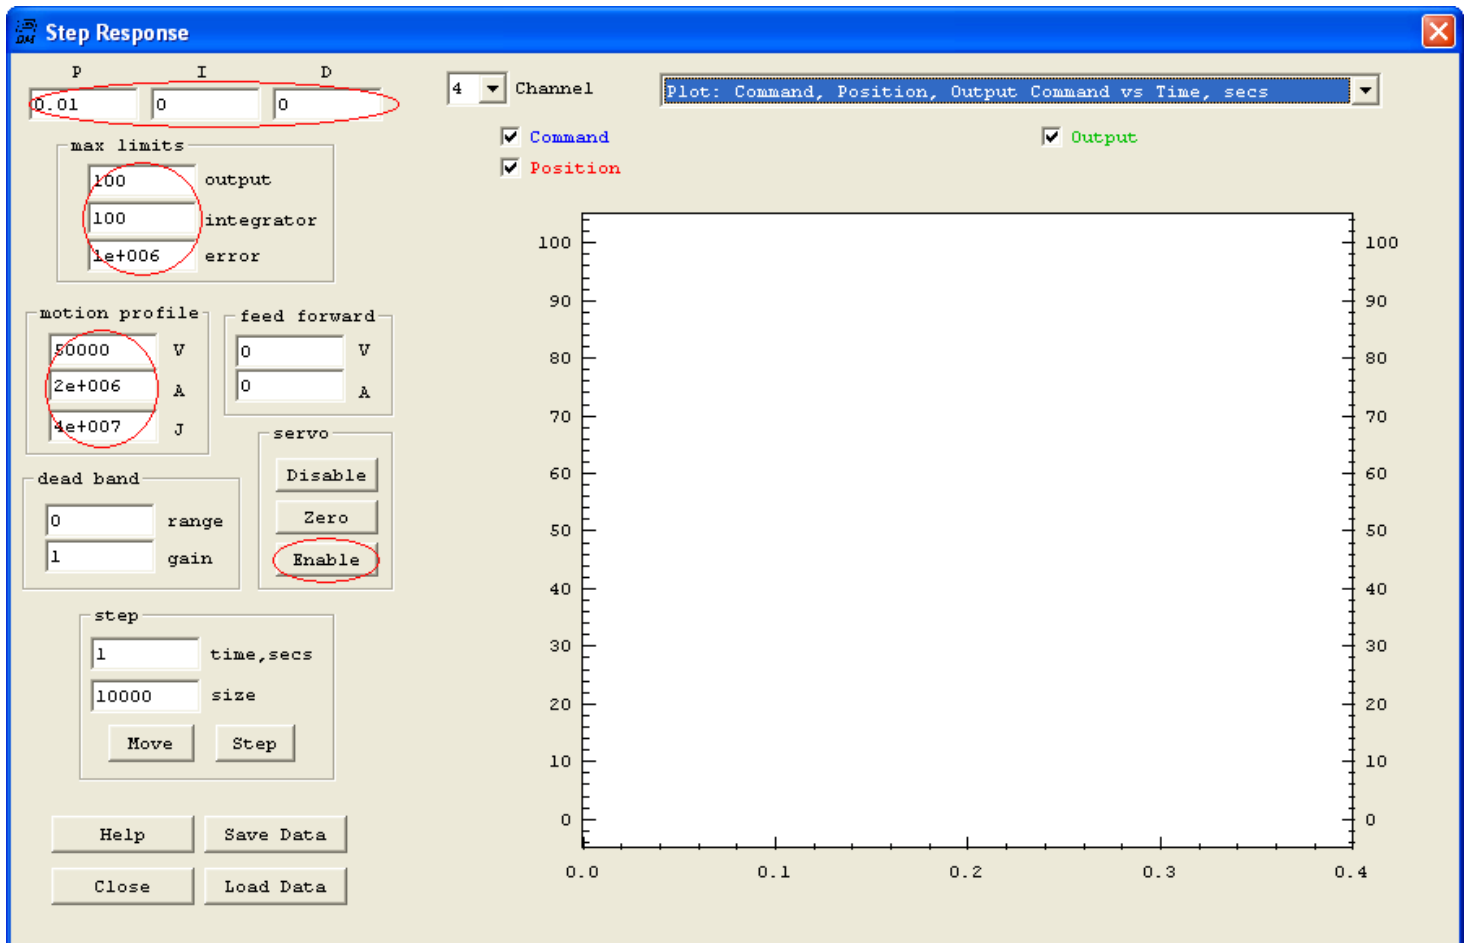 DM Step Response
P I D
0.01 0 0
max limits
100 output
100 integrator
1e+006 error
motion profile
50000 V
2e+006 A
4e+007 J
feed forward
0 V
0 A
servo
Disable
Zero
Enable
dead band
0 range
1 gain
step
1 time,secs
10000 size
Move Step
Help Save Data
Close Load Data
4 Channel
Plot: Command, Position, Output Command vs Time, secs
Command Output
Position
100 100
90 90
80 80
70 70
60 60
50 50
40 40
30 30
20 20
10 10
0 0
0.0 0.1 0.2 0.3 0.4